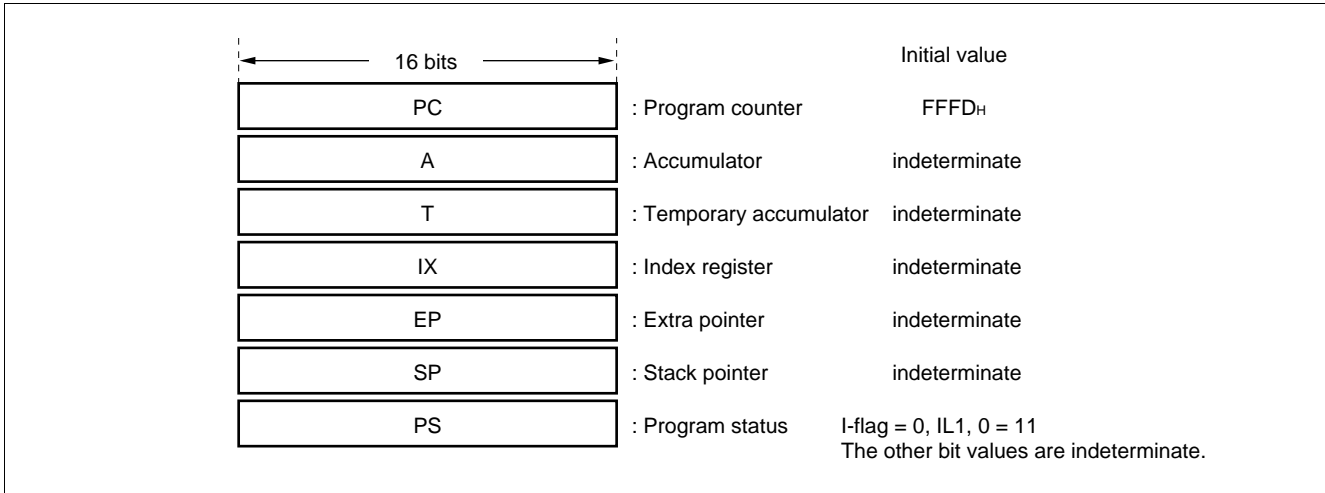 16 bits Initial value
PC : Program counter FFFDH
A : Accumulator indeterminate
T : Temporary accumulator indeterminate
IX : Index register indeterminate
EP : Extra pointer indeterminate
SP : Stack pointer indeterminate
PS : Program status I-flag = 0, IL1, 0 = 11
The other bit values are indeterminate.